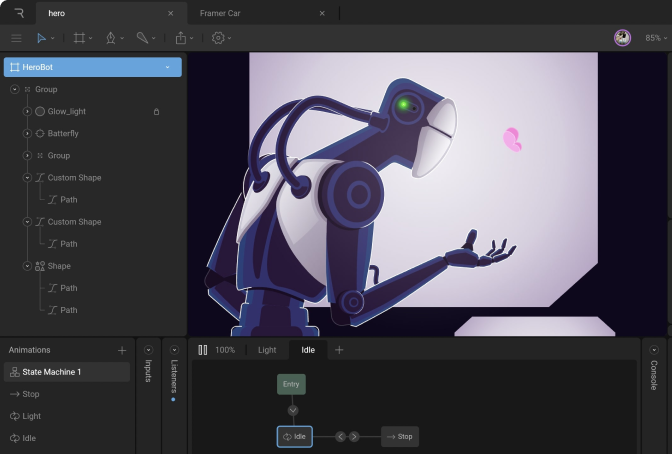 hero
Framer Car
85%
HeroBot
Group
Glow_light
Batterfly
Group
Custom Shape
Path
Custom Shape
Path
Shape
Path
Path
Animations
State Machine 1
Stop
Light
Idle
Inputs
Listeners
100%
Light
Idle
Entry
Idle
Stop
Console